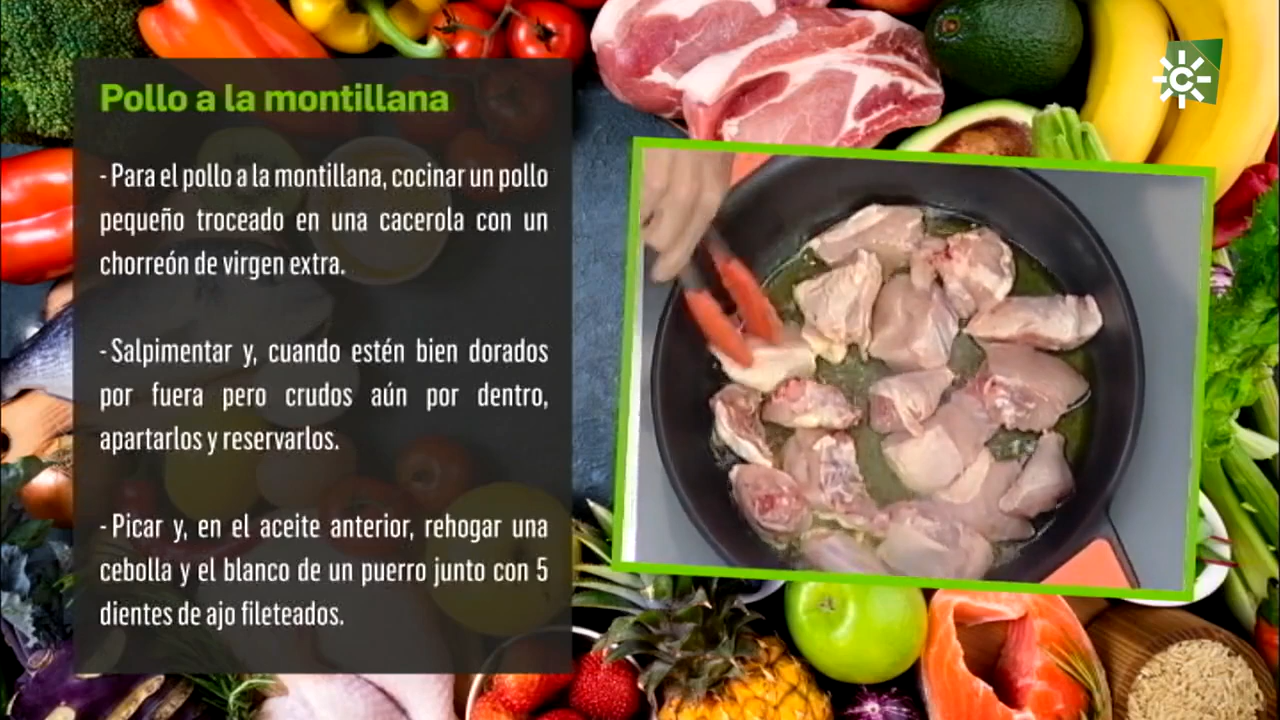 Pollo a la montillana
- Para el pollo a la montillana, cocinar un pollo
pequeño troceado en una cacerola con un
chorreón de virgen extra.
- Salpimentar y, cuando estén bien dorados
por fuera pero crudos aún por dentro,
apartarlos y reservarlos.
- Picar y, en el aceite anterior, rehogar una
cebolla y el blanco de un puerro junto con 5
dientes de ajo fileteados.